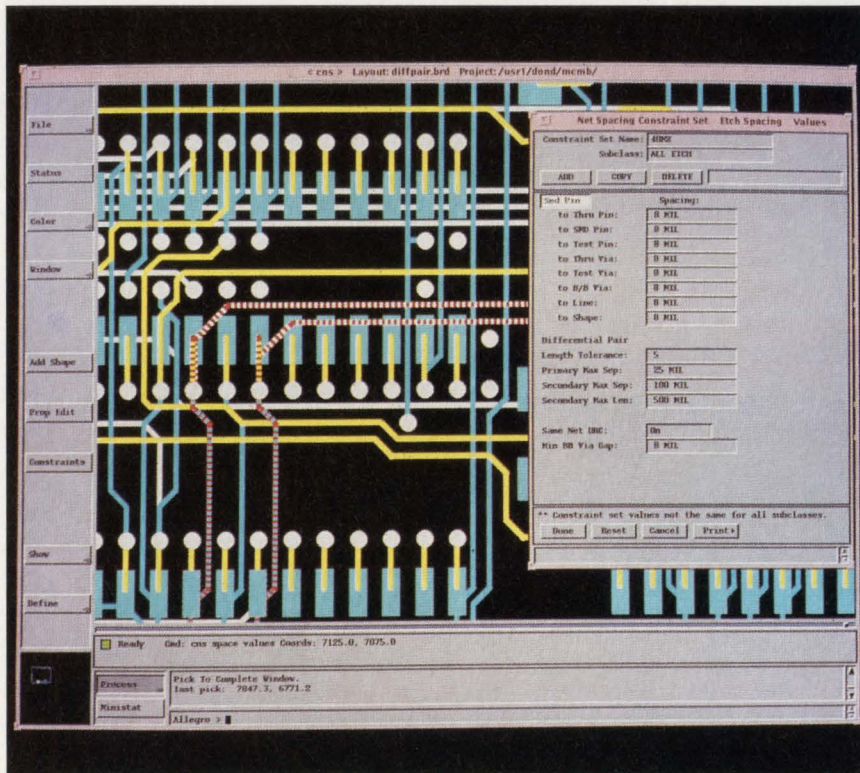 < cns > Layout: diffpair.brd Project: /usr1/dond/mcmb/
File
Status
Color
Window
Add Shape
Prop Edit
Constraints
Show
Define
Net Spacing Constraint Set Etch Spacing Values
Constraint Set Name:
Subclass: ALL ETCH
ADD COPY DELETE
Smd Pin Spacing:
to Thru Pin: 8 MIL
to SMD Pin: 8 MIL
to Test Pin: 8 MIL
to Thru Via: 8 MIL
to Test Via: 8 MIL
to B/B Via: 8 MIL
to Line: 8 MIL
to Shape: 8 MIL
Differential Pair
Length Tolerance: 5
Primary Max Sep: 25 MIL
Secondary Max Sep: 100 MIL
Secondary Max Len: 500 MIL
Same Net DRC: On
Min BB Via Gap: 8 MIL
** Constraint set values not the same for all subclasses.
Done Reset Cancel Print
Ready Cmd: cns space values Coords: 7125.0, 7075.0
Process
Ministat
Pick To Complete Window.
last pick: 7847.3, 6771.2
Allegro >